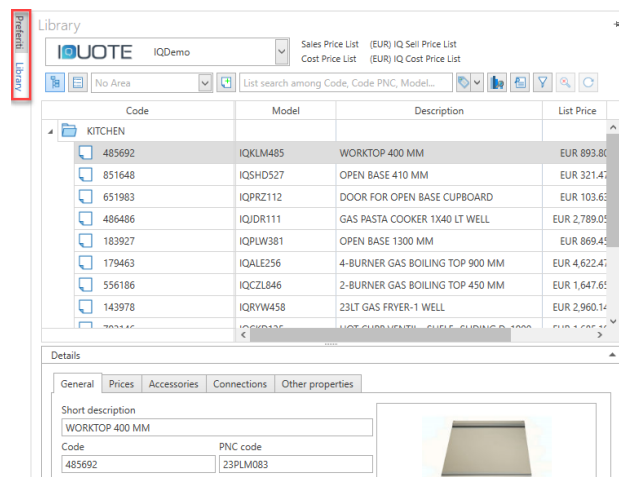 Preferiti
Library
Library
IQUOTE IQDemo
Sales Price List (EUR) IQ Sell Price List
Cost Price List (EUR) IQ Cost Price List
No Area List search among Code, Code PNC, Model...
Code Model Description List Price
KITCHEN
485692 IQKLM485 WORKTOP 400 MM EUR 893.80
851648 IQSHD527 OPEN BASE 410 MM EUR 321.47
651983 IQPRZ112 DOOR FOR OPEN BASE CUPBOARD EUR 103.63
486486 IQJDR111 GAS PASTA COOKER 1X40 LT WELL EUR 2,789.05
183927 IQPLW381 OPEN BASE 1300 MM EUR 869.45
179463 IQALE256 4-BURNER GAS BOILING TOP 900 MM EUR 4,622.47
556186 IQCZL846 2-BURNER GAS BOILING TOP 450 MM EUR 1,647.65
143978 IQRYW458 23LT GAS FRYER-1 WELL EUR 2,960.14
Details
General Prices Accessories Connections Other properties
Short description
WORKTOP 400 MM
Code PNC code
485692 23PLM083